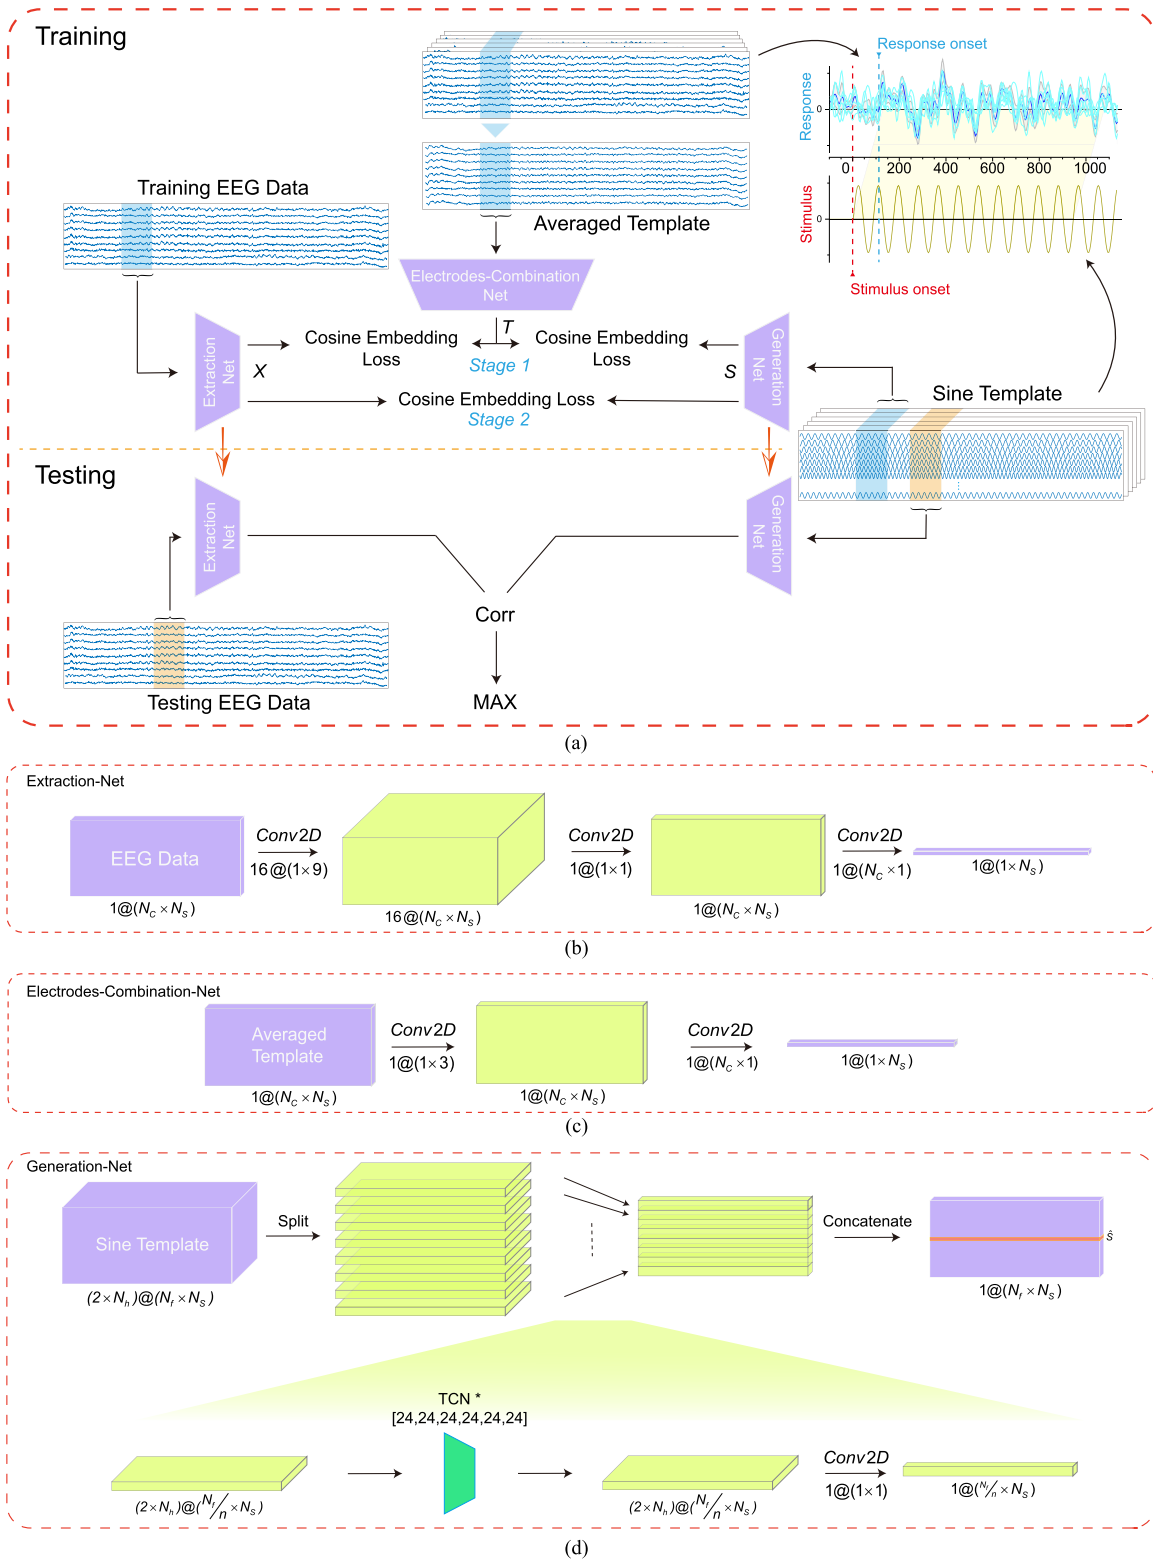 Training
Response onset
Response
0
0
200
400
600
800
1000
Stimulus
0
Stimulus onset
Averaged Template
Training EEG Data
Electrodes-Combination
Net
T
Cosine Embedding
Loss
Cosine Embedding
Loss
Stage 1
Extraction
Net
X
S
Generation
Net
Cosine Embedding Loss
Stage 2
Sine Template
Testing
Extraction
Net
Generation
Net
Corr
MAX
Testing EEG Data
(a)
Extraction-Net
EEG Data
1@(N_C × N_S)
Conv2D
16@(1×9)
16@(N_C × N_S)
Conv2D
1@(1×1)
1@(N_C × N_S)
Conv2D
1@(N_C × 1)
1@(1×N_S)
(b)
Electrodes-Combination-Net
Averaged
Template
1@(N_C × N_S)
Conv2D
1@(1×3)
1@(N_C × N_S)
Conv2D
1@(N_C × 1)
1@(1×N_S)
(c)
Generation-Net
Sine Template
(2×N_h)@(N_f × N_S)
Split
Concatenate
ŝ
1@(N_f × N_S)
TCN *
[24,24,24,24,24,24]
(2×N_h)@(N_f/n × N_S)
(2×N_h)@(N_f/n × N_S)
Conv2D
1@(1×1)
1@(N_f/n × N_S)
(d)